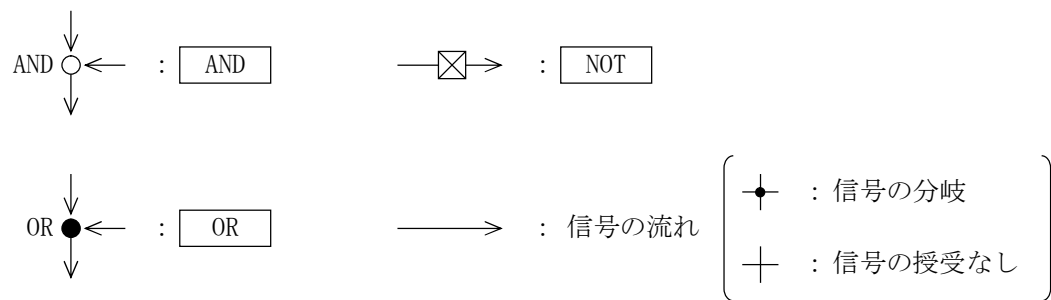 AND : AND : NOT
OR : OR : 信号の流れ
: 信号の分岐
: 信号の授受なし